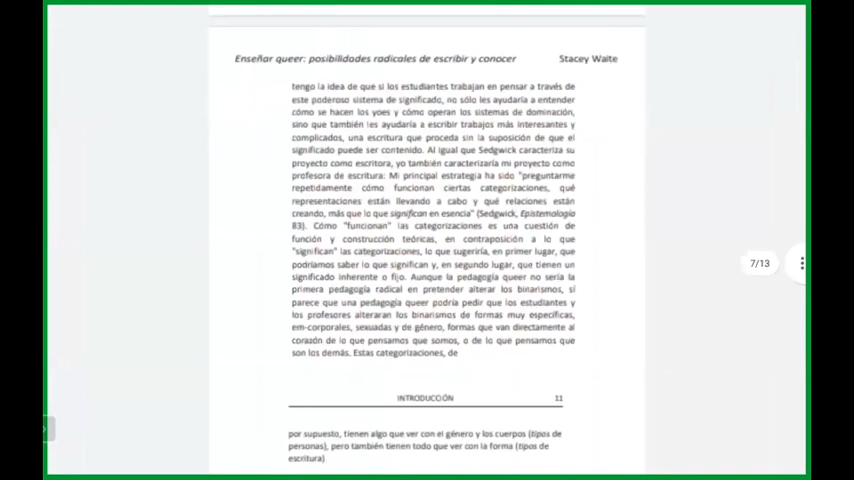 Enseñar queer: posibilidades radicales de escribir y conocer Stacey Waite
tengo la idea de que si los estudiantes trabajan en pensar a través de
este poderoso sistema de significado, no sólo les ayudaría a entender
cómo se hacen los yoes y cómo operan los sistemas de dominación,
sino que también les ayudaría a escribir trabajos más interesantes y
complicados, una escritura que proceda sin la suposición de que el
significado puede ser contenido. Al igual que Sedgwick caracteriza su
proyecto como escritora, yo también caracterizaría mi proyecto como
profesora de escritura: Mi principal estrategia ha sido "preguntarme
repetidamente cómo funcionan ciertas categorizaciones, qué
representaciones están llevando a cabo y qué relaciones están
creando, más que lo que significan en esencia" (Sedgwick, Epistemología
83). Cómo "funcionan" las categorizaciones es una cuestión de
función y construcción teóricas, en contraposición a lo que
"significan" las categorizaciones, lo que sugeriría, en primer lugar, que
podríamos saber lo que significan y, en segundo lugar, que tienen un
significado inherente o fijo. Aunque la pedagogía queer no sería la
primera pedagogía radical en pretender alterar los binarismos, sí
parece que una pedagogía queer podría pedir que los estudiantes y
los profesores alteraran los binarismos de formas muy específicas,
em-corporales, sexuadas y de género, formas que van directamente al
corazón de lo que pensamos que somos, o de lo que pensamos que
son los demás. Estas categorizaciones, de
INTRODUCCIÓN 11
por supuesto, tienen algo que ver con el género y los cuerpos (tipos de
personas), pero también tienen todo que ver con la forma (tipos de
escritura)
7/13